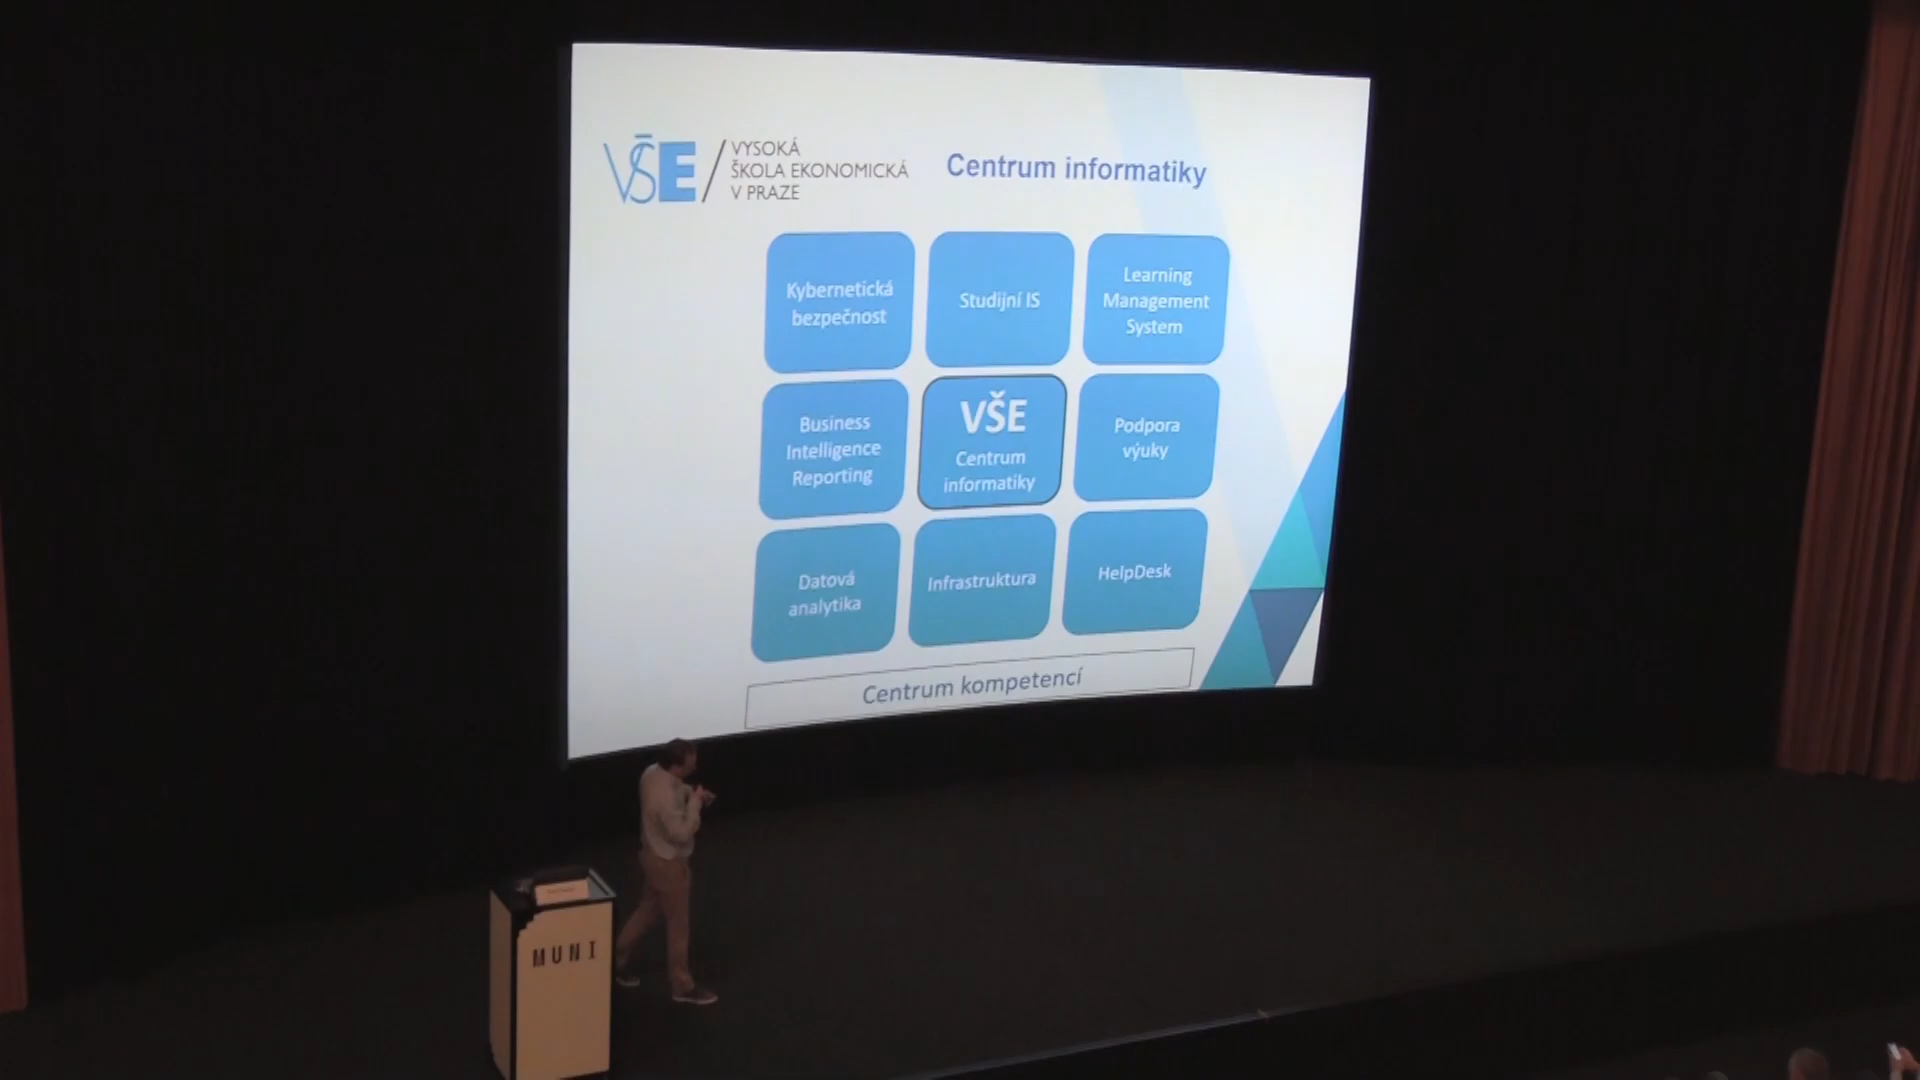 VŠE
VYSOKÁ
ŠKOLA EKONOMICKÁ
V PRAZE
Centrum informatiky
Kybernetická
bezpečnost
Studijní IS
Learning
Management
System
Business
Intelligence
Reporting
VŠE
Centrum
informatiky
Podpora
výuky
Datová
analytika
Infrastruktura
HelpDesk
Centrum kompetencí
MUNI